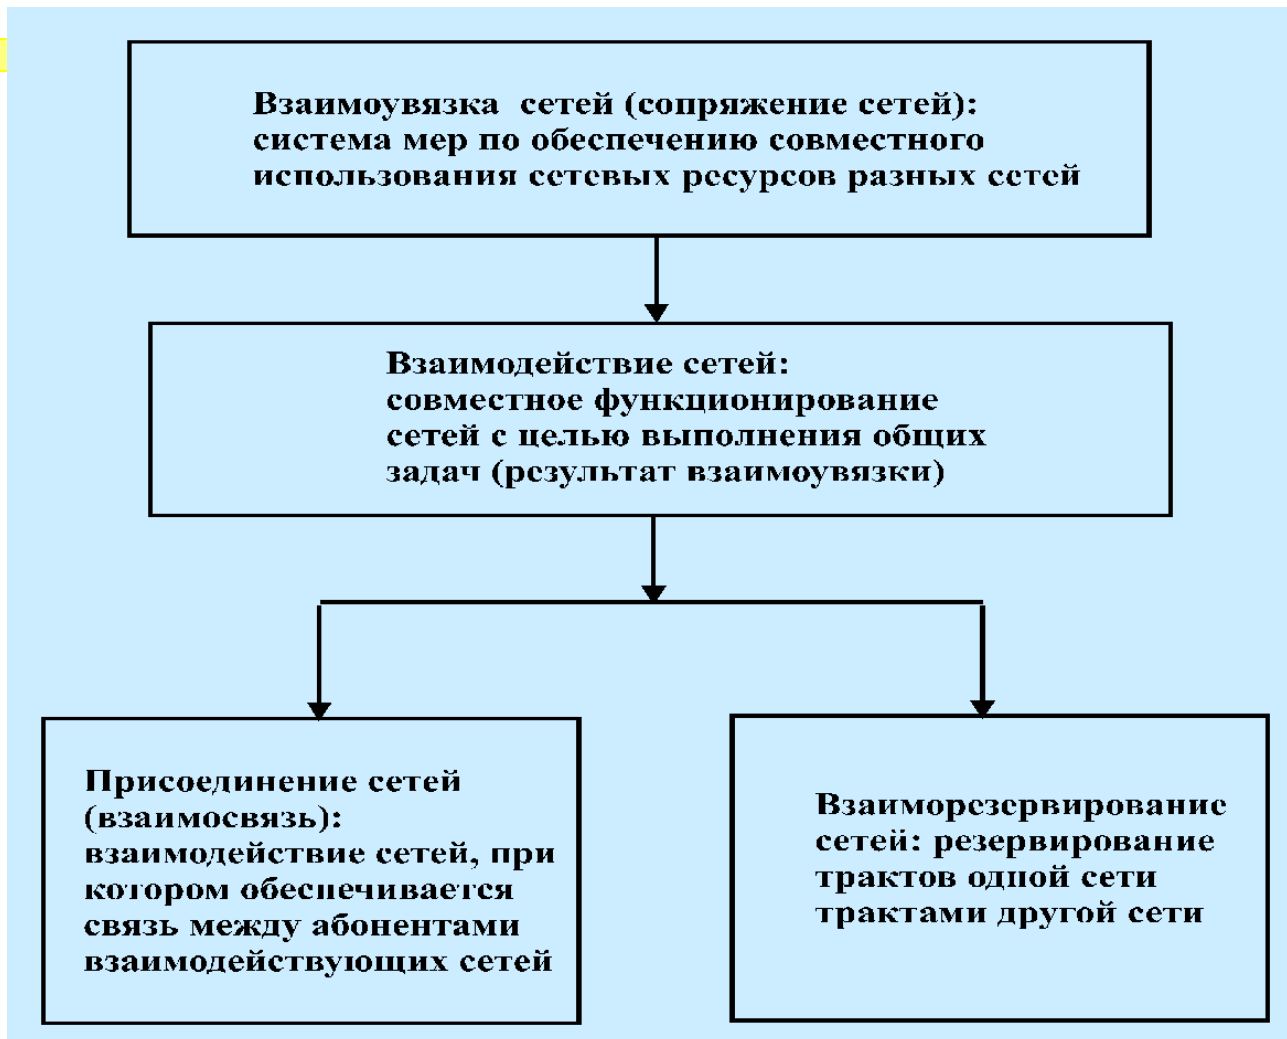 Взаимоувязка сетей (сопряжение сетей):
система мер по обеспечению совместного
использования сетевых ресурсов разных сетей
Взаимодействие сетей:
совместное функционирование
сетей с целью выполнения общих
задач (результат взаимоувязки)
Присоединение сетей
(взаимосвязь):
взаимодействие сетей, при
котором обеспечивается
связь между абонентами
взаимодействующих сетей
Взаиморезервирование
сетей: резервирование
трактов одной сети
трактами другой сети